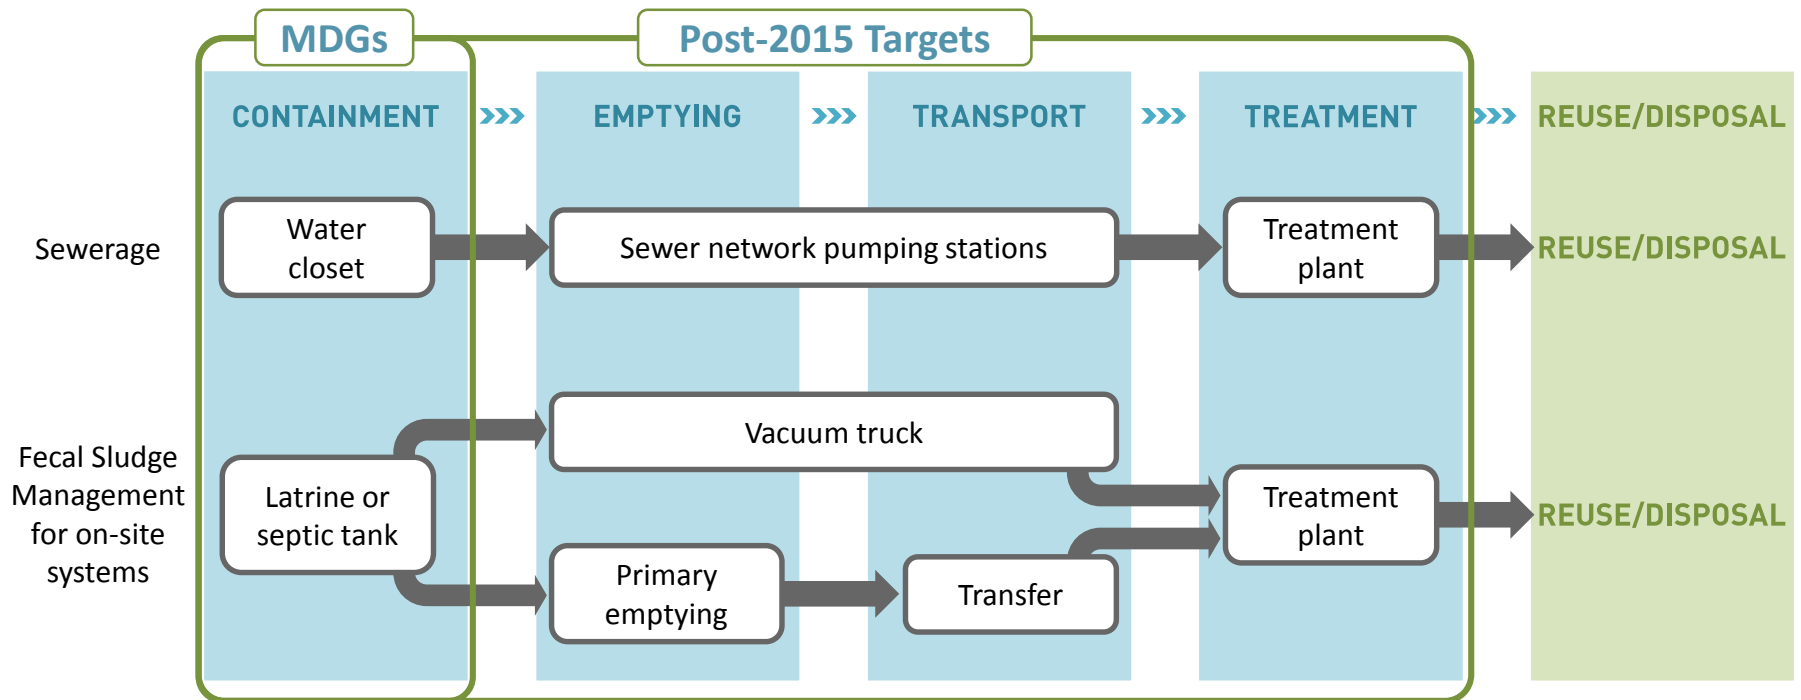 MDGs
Post-2015 Targets
CONTAINMENT
EMPTYING
TRANSPORT
TREATMENT
REUSE/DISPOSAL
Sewerage
Water
closet
Sewer network pumping stations
Treatment
plant
REUSE/DISPOSAL
Fecal Sludge
Management
for on-site
systems
Latrine or
septic tank
Vacuum truck
Primary
emptying
Transfer
Treatment
plant
REUSE/DISPOSAL